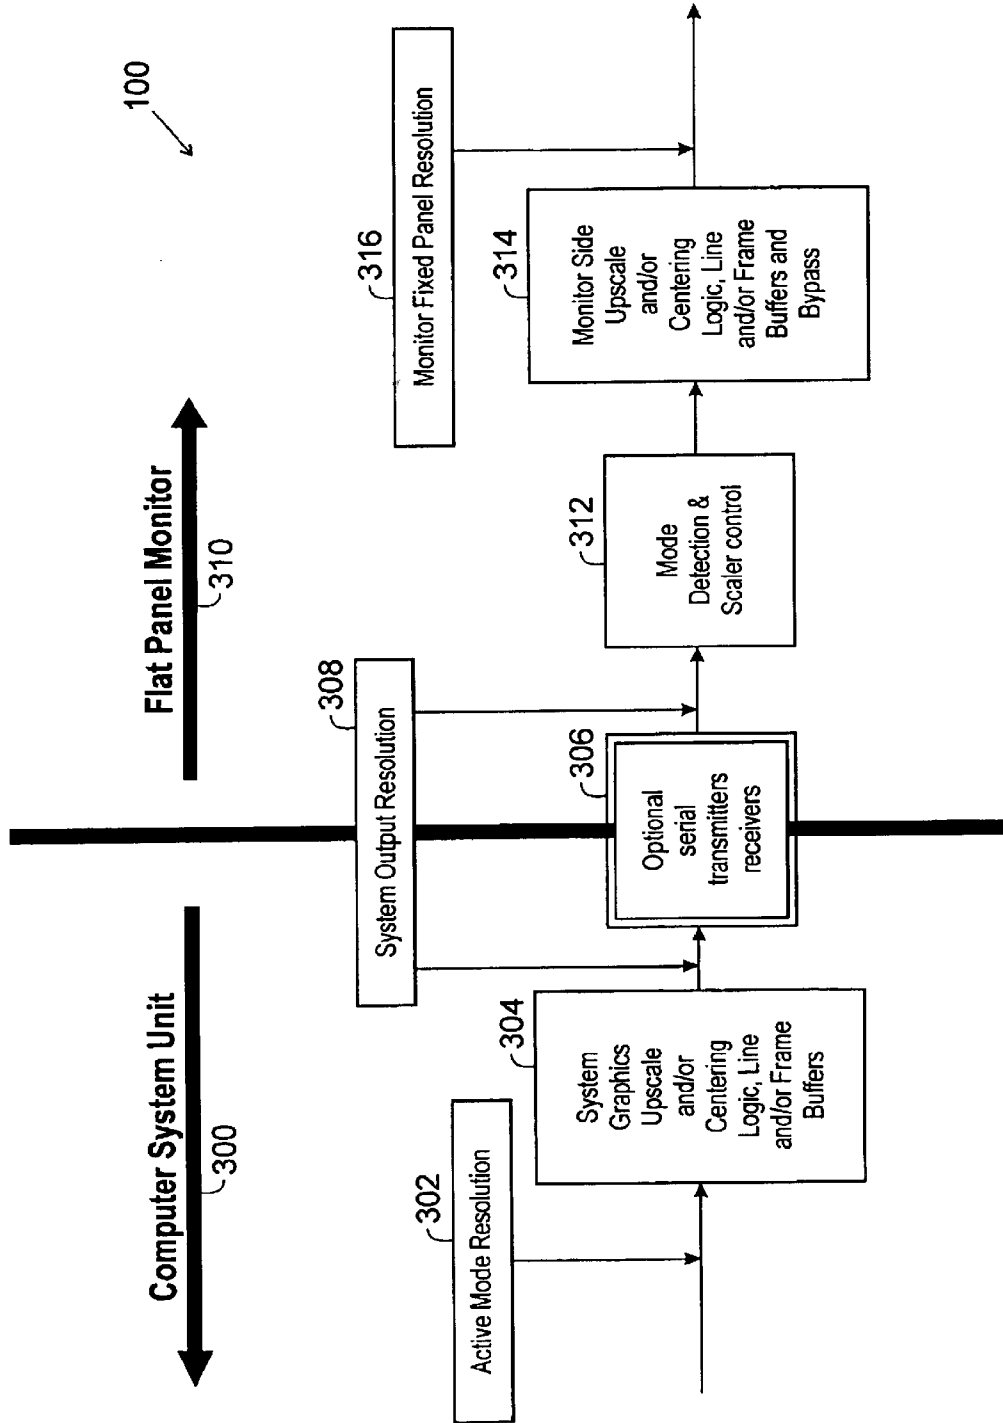 100
Computer System Unit
300
Flat Panel Monitor
310
302
Active Mode Resolution
308
System Output Resolution
316
Monitor Fixed Panel Resolution
304
System
Graphics
Upscale
and/or
Centering
Logic, Line
and/or Frame
Buffers
306
Optional
serial
transmitters
receivers
312
Mode
Detection &
Scaler control
314
Monitor Side
Upscale
and/or
Centering
Logic, Line
and/or Frame
Buffers and
Bypass